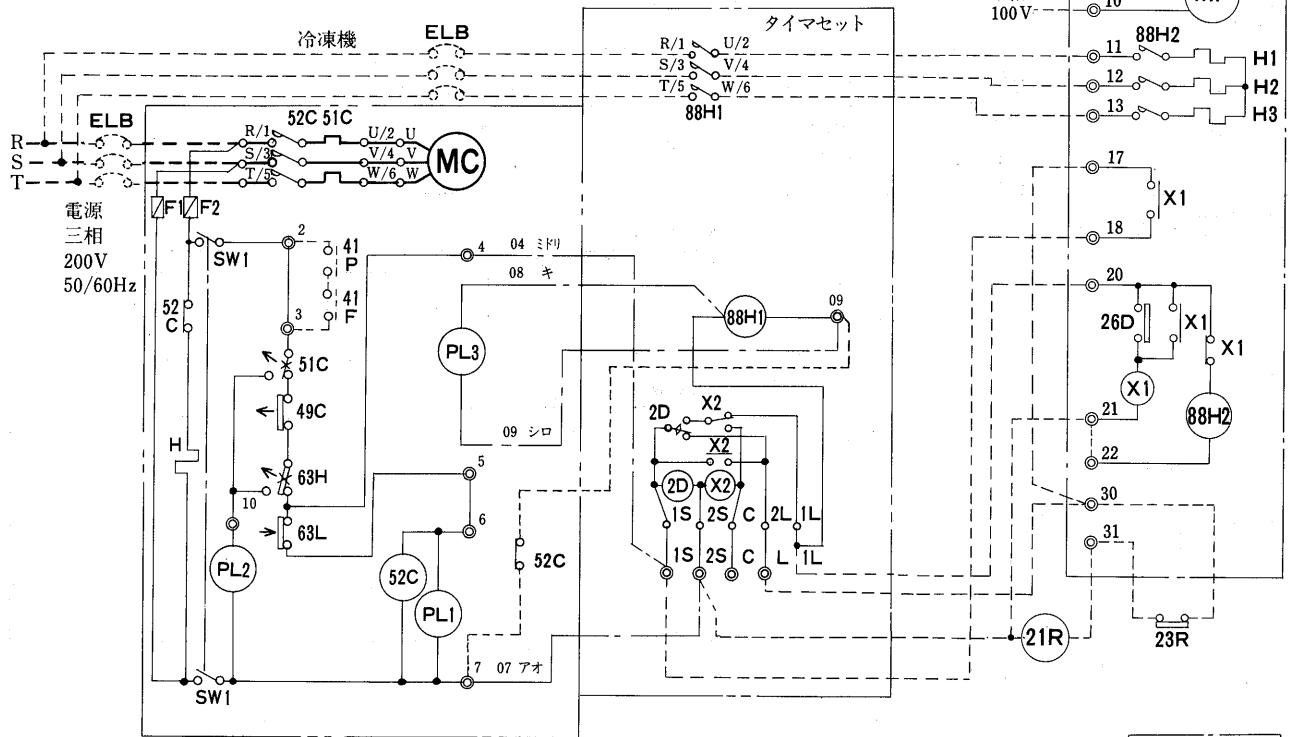 100V
10
タイマセット
冷凍機
ELB
R/1 U/2
S/3 V/4
T/5 W/6
88H1
11
88H2
H1
12
H2
13
H3
ELB
52C 51C
R/1
U/2 U
S/3
V/4 V
T/5
W/6 W
MC
R
S
T
電源
三相
200V
50/60Hz
F1
F2
SW1
2
41
P
41
F
3
4
04 ミドリ
08 キ
17
X1
18
20
52
C
51C
49C
PL3
88H1
09
26D
X1
X1
X1
88H2
2D
X2
X2
21
22
09 シロ
H
63H
10
63L
5
6
2D
X2
1S 2S C 2L 1L
1S 2S C L 1L
30
31
PL2
52C
PL1
52C
21R
23R
7 07 アオ
SW1